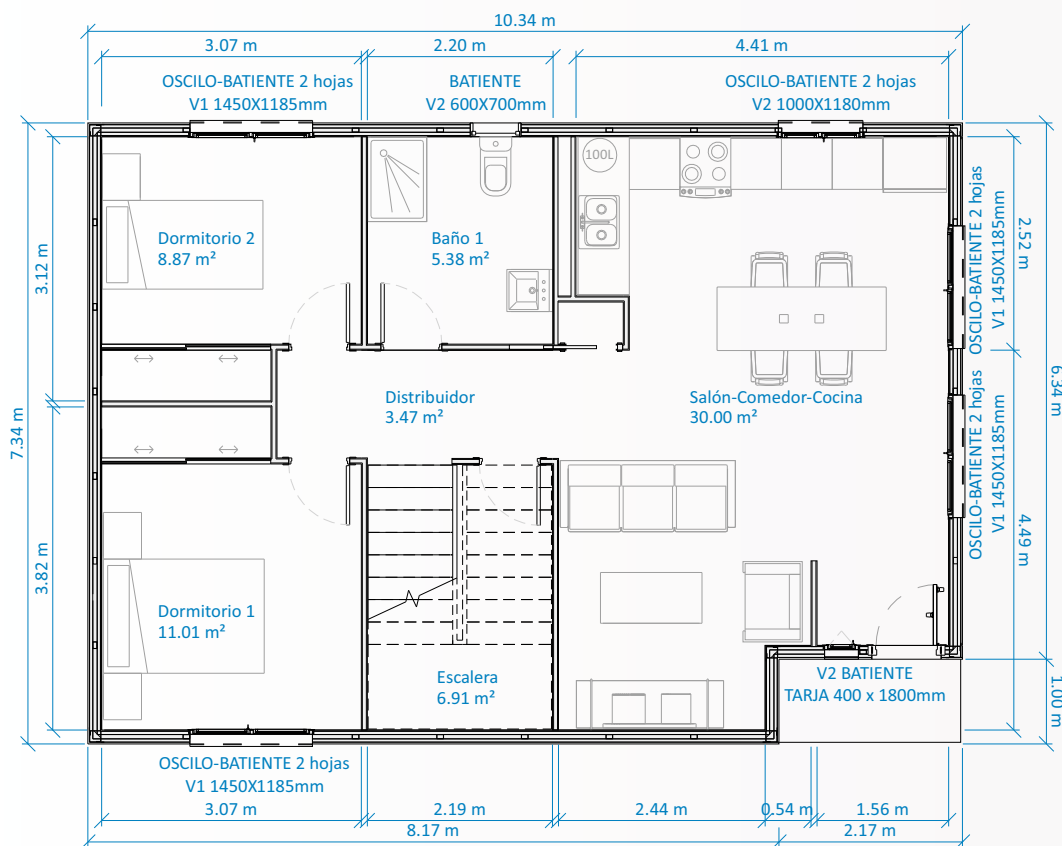 10.34 m
3.07 m
2.20 m
4.41 m
OSCILO-BATIENTE 2 hojas
V1 1450X1185mm
BATIENTE
V2 600X700mm
OSCILO-BATIENTE 2 hojas
V2 1000X1180mm
100L
Dormitorio 2
8.87 m²
Baño 1
5.38 m²
OSCILO-BATIENTE 2 hojas
V1 1450X1185mm
2.52 m
3.12 m
7.34 m
Distribuidor
3.47 m²
Salón-Comedor-Cocina
30.00 m²
6.34 m
OSCILO-BATIENTE 2 hojas
V1 1450X1185mm
4.49 m
3.82 m
Dormitorio 1
11.01 m²
Escalera
6.91 m²
V2 BATIENTE
TARJA 400 x 1800mm
1.00 m
OSCILO-BATIENTE 2 hojas
V1 1450X1185mm
3.07 m
2.19 m
2.44 m
0.54 m
1.56 m
8.17 m
2.17 m